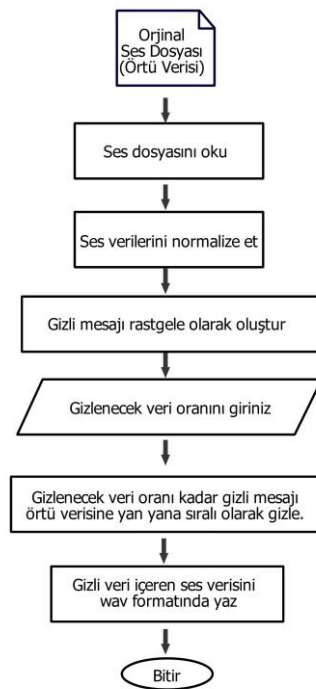 Orjinal
Ses Dosyası
(Örtü Verisi)
Ses dosyasını oku
Ses verilerini normalize et
Gizli mesajı rastgele olarak oluştur
Gizlenecek veri oranını giriniz
Gizlenecek veri oranı kadar gizli mesajı
örtü verisine yan yana sıralı olarak gizle.
Gizli veri içeren ses verisini
wav formatında yaz
Bitir